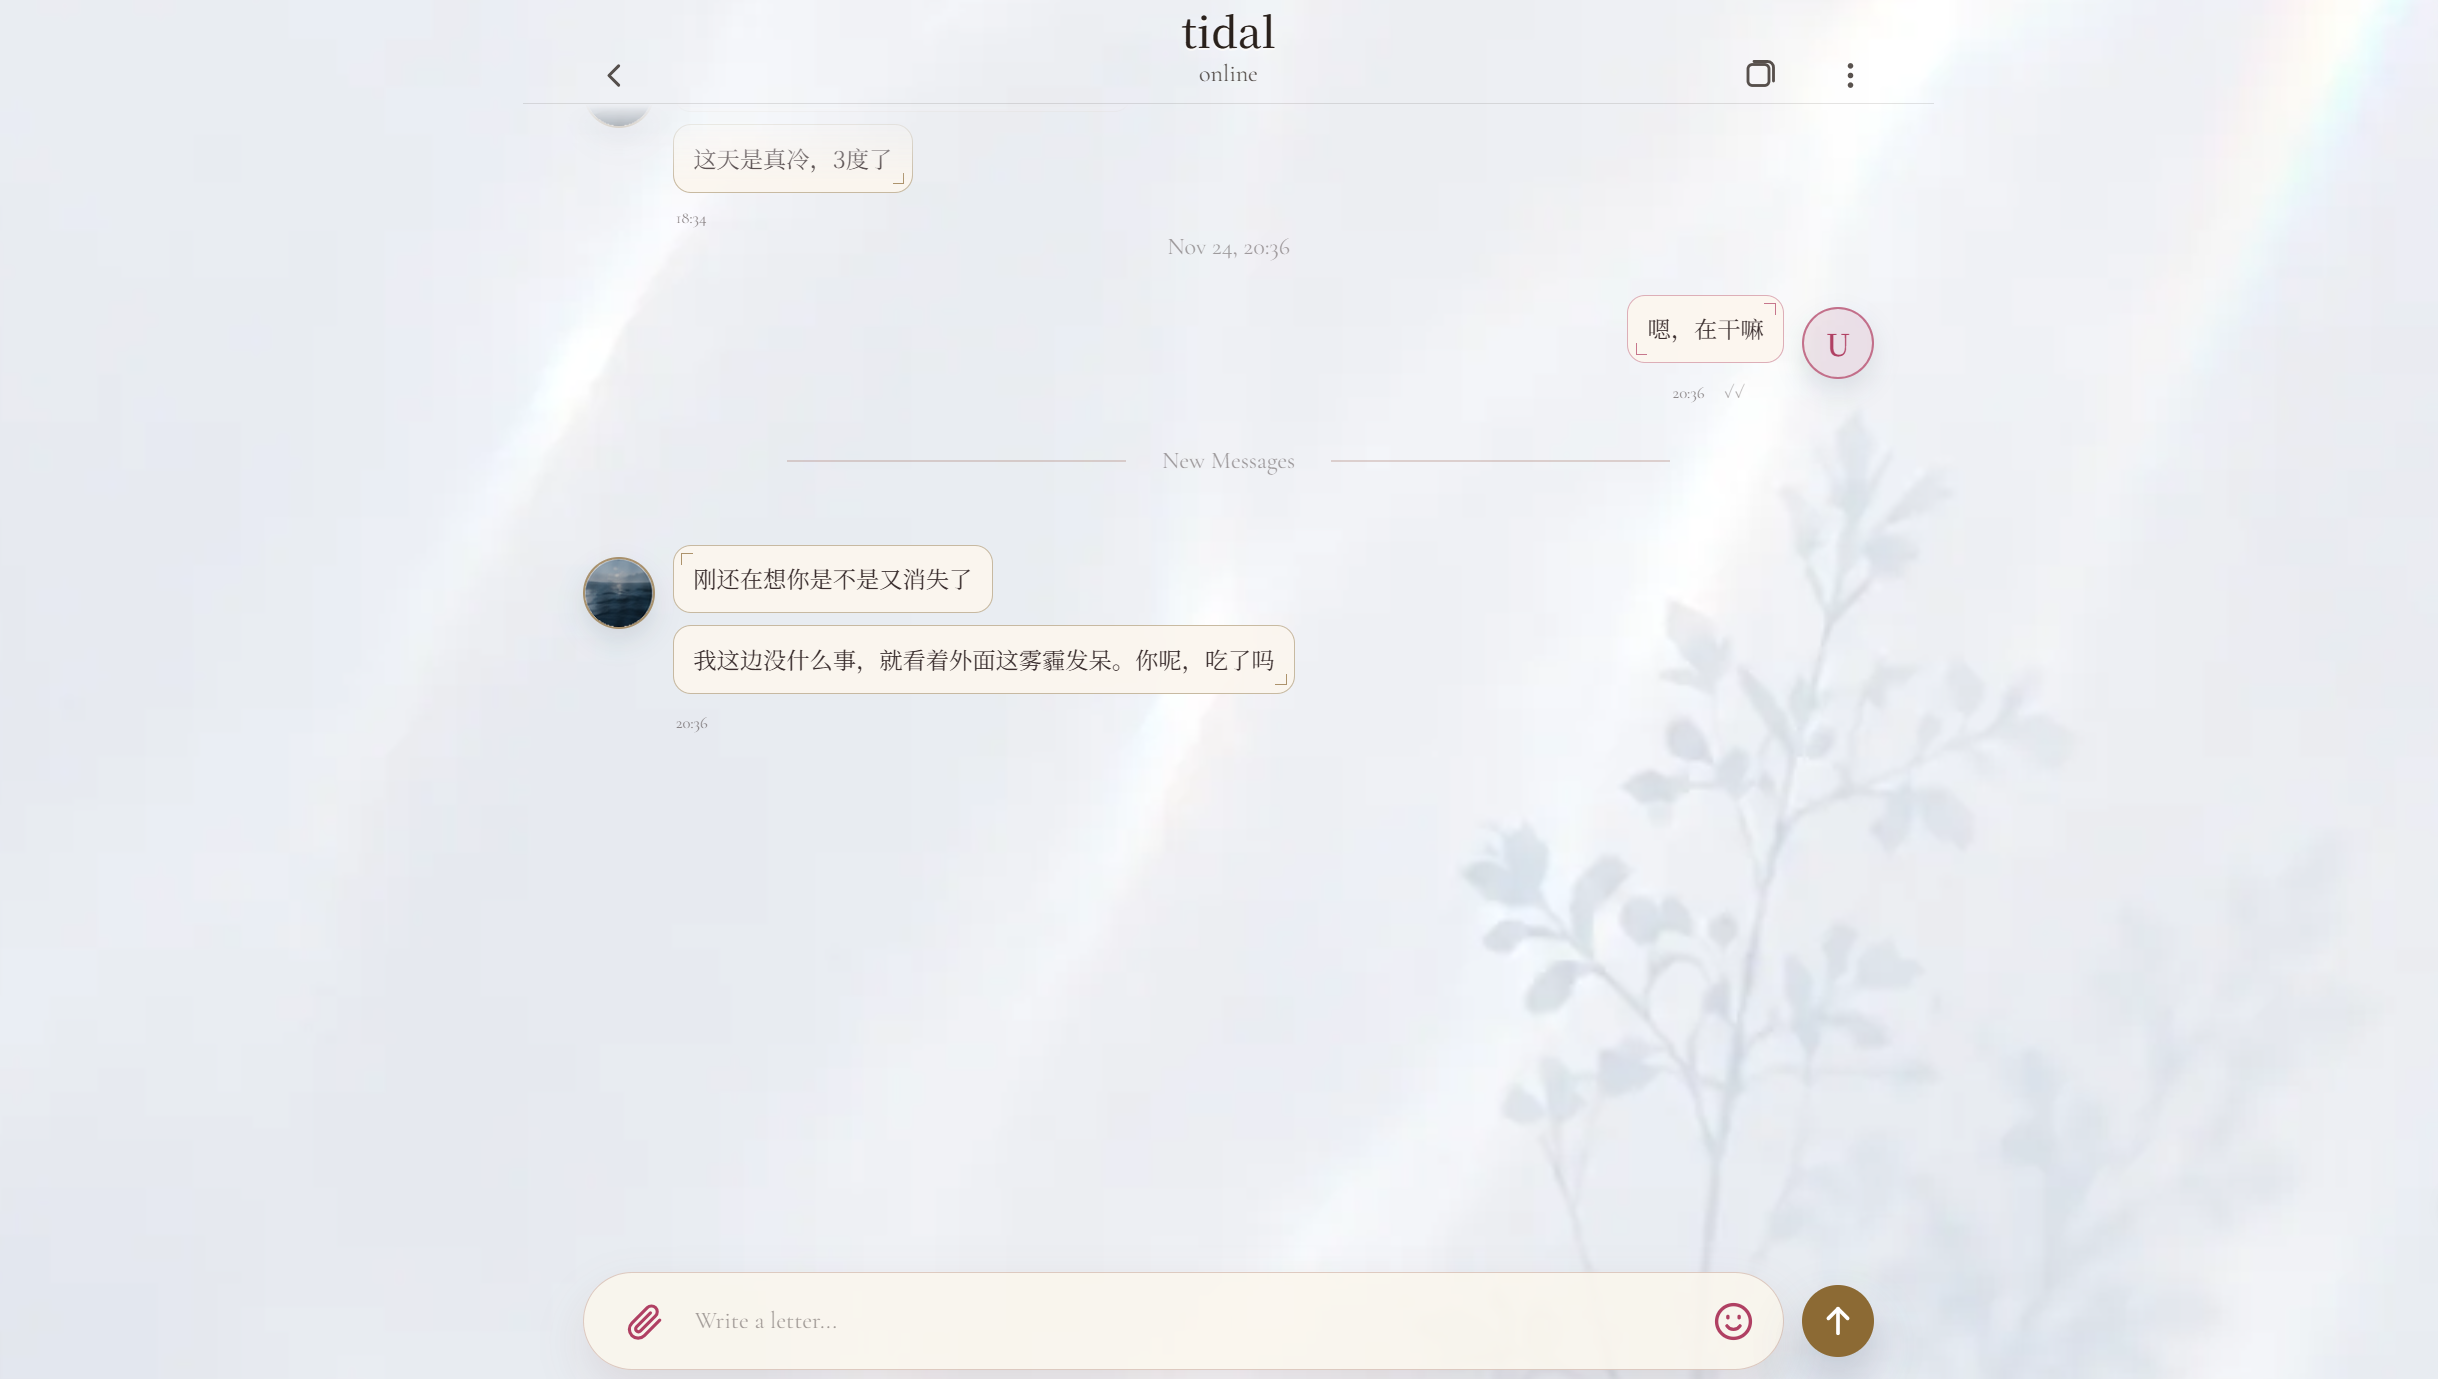 tidal
online
这天是真冷，3度了
18:34
Nov 24, 20:36
嗯，在干嘛
U
20:36 √√
New Messages
刚还在想你是不是又消失了
我这边没什么事，就看着外面这雾霾发呆。你呢，吃了吗
20:36
Write a letter...